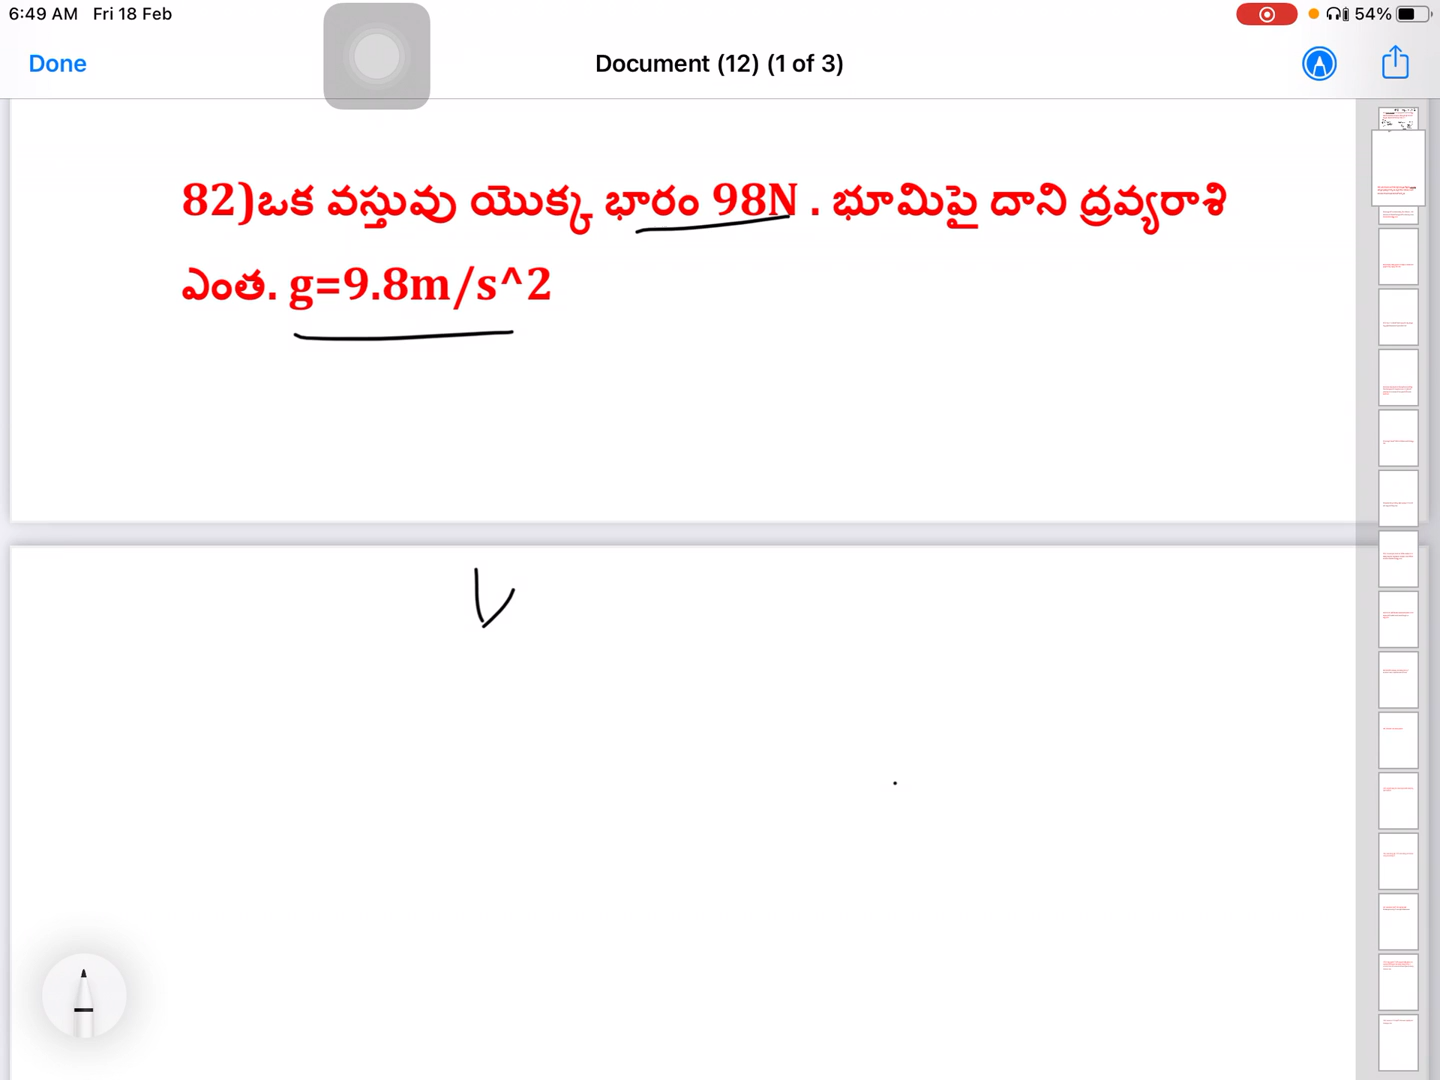 6:49 AM Fri 18 Feb
54%
Done
Document (12) (1 of 3)
82)ఒక వస్తువు యొక్క భారం 98N . భూమిపై దాని ద్రవ్యరాశి
ఎంత. g=9.8m/s^2